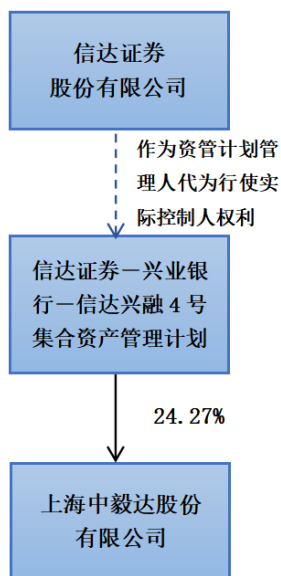 信达证券
股份有限公司
作为资管计划管
理人代为行使实
际控制人权利
信达证券－兴业银
行－信达兴融 4 号
集合资产管理计划
24.27%
上海中毅达股份
有限公司